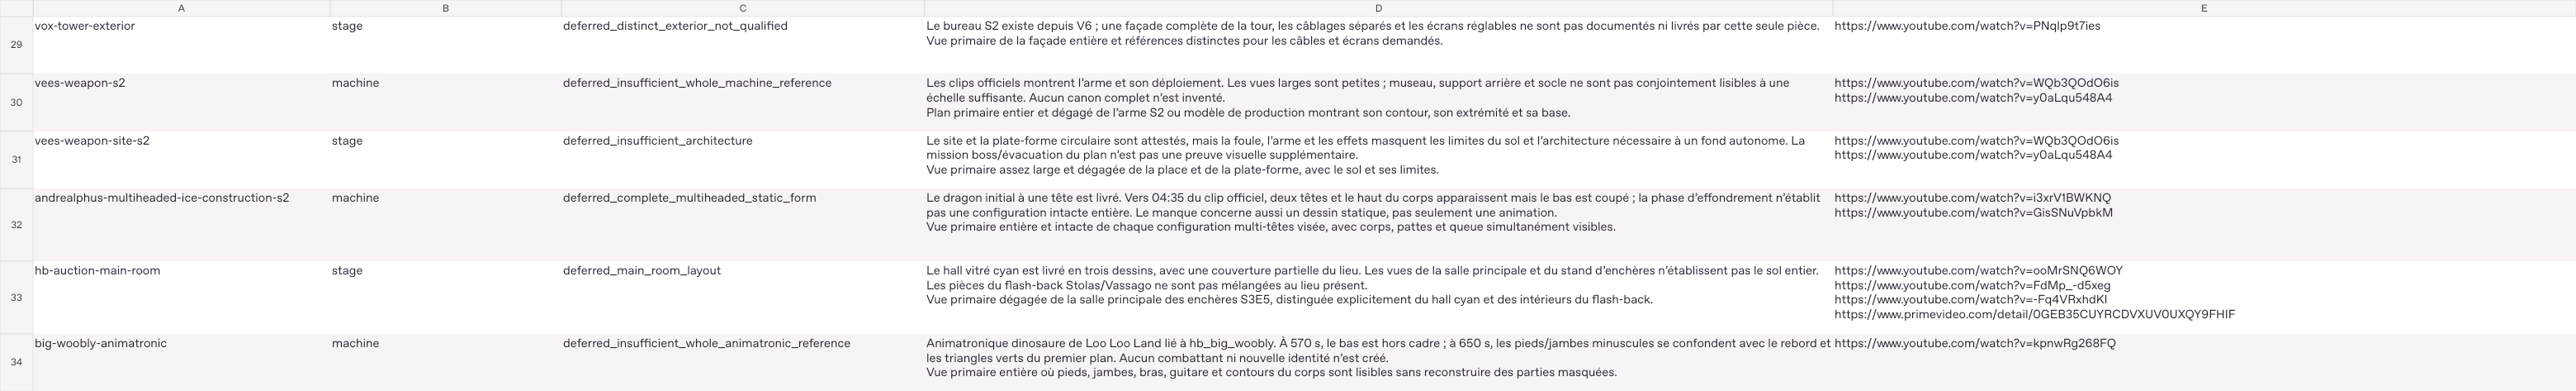 A B C D E
29 vox-tower-exterior stage deferred_distinct_exterior_not_qualified Le bureau S2 existe depuis V6 ; une façade complète de la tour, les câblages séparés et les écrans réglables ne sont pas documentés ni livrés par cette seule pièce. https://www.youtube.com/watch?v=PNqlp9t7ies
Vue primaire de la façade entière et références distinctes pour les câbles et écrans demandés.
30 vees-weapon-s2 machine deferred_insufficient_whole_machine_reference Les clips officiels montrent l’arme et son déploiement. Les vues larges sont petites ; museau, support arrière et socle ne sont pas conjointement lisibles à une https://www.youtube.com/watch?v=WQb3QOdO6is
échelle suffisante. Aucun canon complet n’est inventé. https://www.youtube.com/watch?v=y0aLqu548A4
Plan primaire entier et dégagé de l’arme S2 ou modèle de production montrant son contour, son extrémité et sa base.
31 vees-weapon-site-s2 stage deferred_insufficient_architecture Le site et la plate-forme circulaire sont attestés, mais la foule, l’arme et les effets masquent les limites du sol et l’architecture nécessaire à un fond autonome. La https://www.youtube.com/watch?v=WQb3QOdO6is
mission boss/évacuation du plan n’est pas une preuve visuelle supplémentaire. https://www.youtube.com/watch?v=y0aLqu548A4
Vue primaire assez large et dégagée de la place et de la plate-forme, avec le sol et ses limites.
32 andrealphus-multiheaded-ice-construction-s2 machine deferred_complete_multiheaded_static_form Le dragon initial à une tête est livré. Vers 04:35 du clip officiel, deux têtes et le haut du corps apparaissent mais le bas est coupé ; la phase d’effondrement n’établit https://www.youtube.com/watch?v=i3xrV1BWKNQ
pas une configuration intacte entière. Le manque concerne aussi un dessin statique, pas seulement une animation. https://www.youtube.com/watch?v=GisSNuVpbkM
Vue primaire entière et intacte de chaque configuration multi-têtes visée, avec corps, pattes et queue simultanément visibles.
33 hb-auction-main-room stage deferred_main_room_layout Le hall vitré cyan est livré en trois dessins, avec une couverture partielle du lieu. Les vues de la salle principale et du stand d’enchères n’établissent pas le sol entier. https://www.youtube.com/watch?v=ooMrSNQ6WOY
Les pièces du flash-back Stolas/Vassago ne sont pas mélangées au lieu présent. https://www.youtube.com/watch?v=FdMp_-d5xeg
Vue primaire dégagée de la salle principale des enchères S3E5, distinguée explicitement du hall cyan et des intérieurs du flash-back. https://www.youtube.com/watch?v=-Fq4VRxhdKI
https://www.primevideo.com/detail/0GEB35CUYRCDVXUV0UXQY9FHIF
34 big-woobly-animatronic machine deferred_insufficient_whole_animatronic_reference Animatronique dinosaure de Loo Loo Land lié à hb_big_woobly. À 570 s, le bas est hors cadre ; à 650 s, les pieds/jambes minuscules se confondent avec le rebord et https://www.youtube.com/watch?v=kpnwRg268FQ
les triangles verts du premier plan. Aucun combattant ni nouvelle identité n’est créé.
Vue primaire entière où pieds, jambes, bras, guitare et contours du corps sont lisibles sans reconstruire des parties masquées.